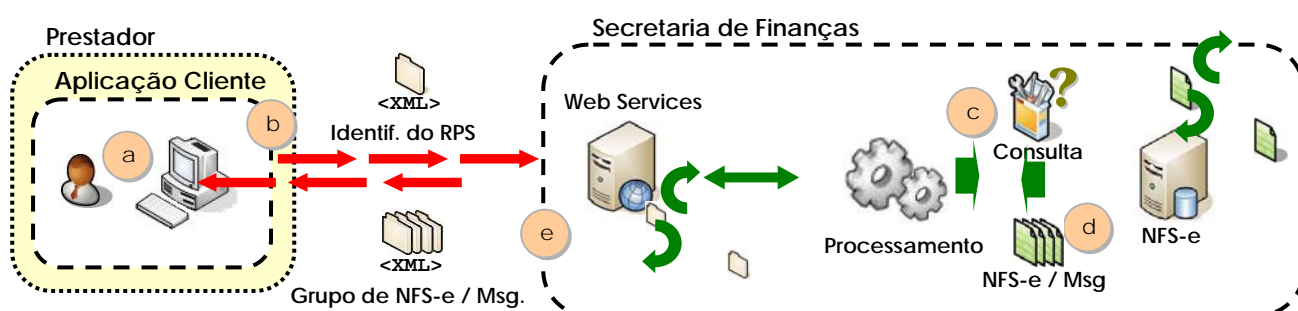 Secretaria de Finanças
Prestador
Aplicação Cliente
<XML>
Identif. do RPS
Web Services
a
b
c
Consulta
?
e
d
Processamento
NFS-e
<XML>
NFS-e / Msg
Grupo de NFS-e / Msg.